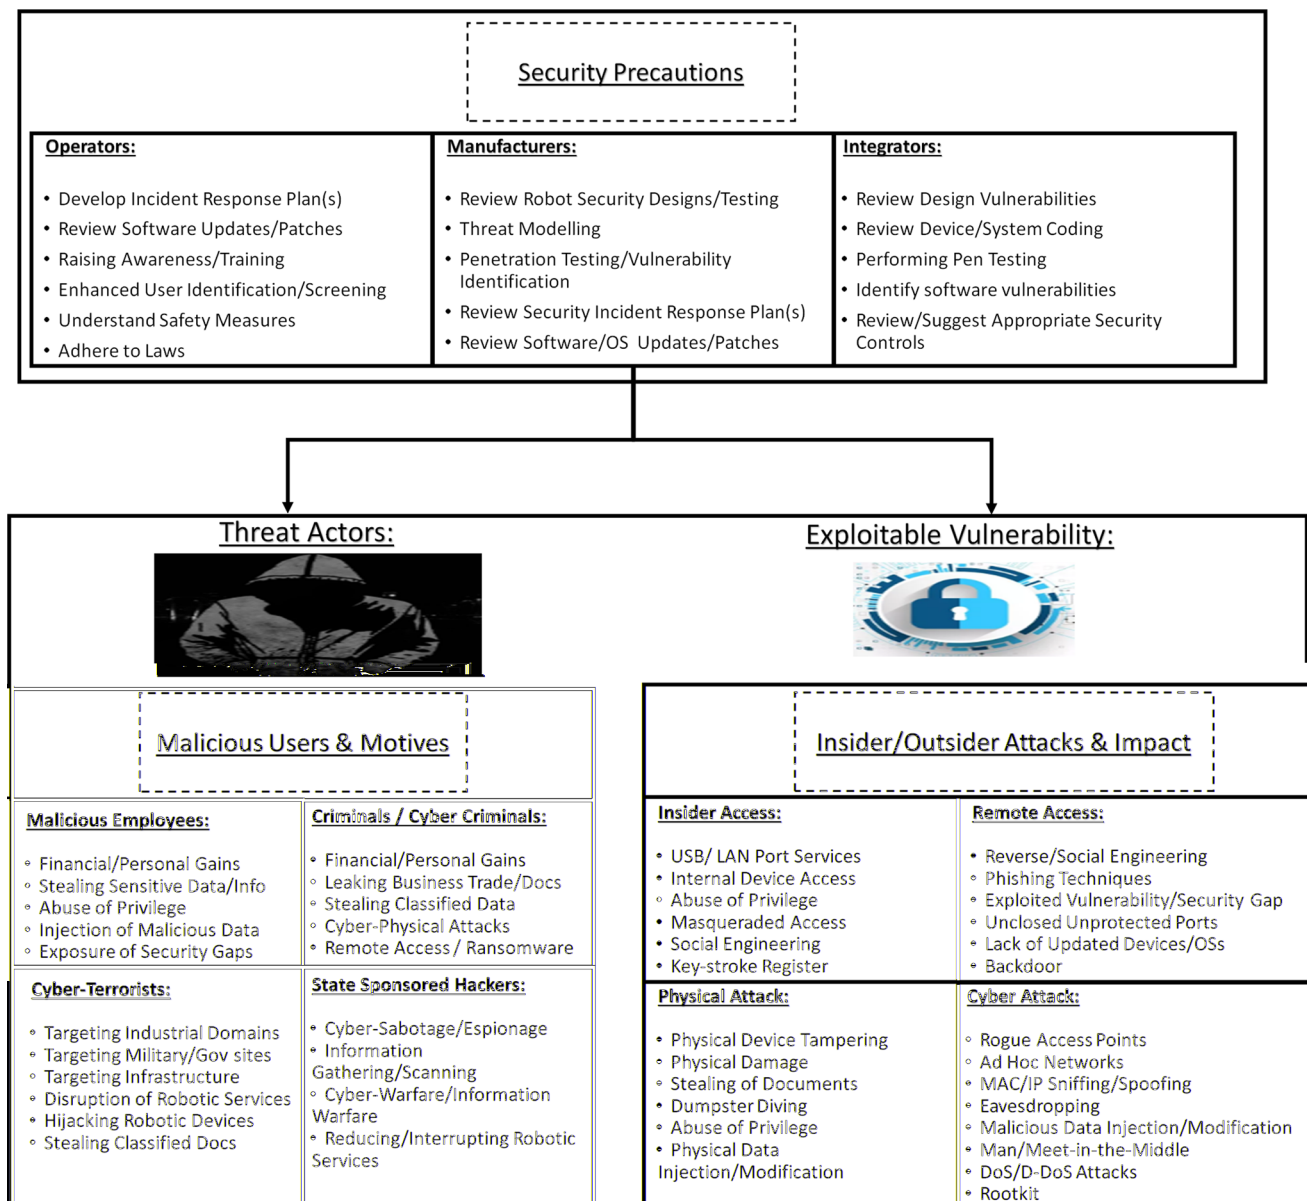 Security Precautions
Operators:
• Develop Incident Response Plan(s)
• Review Software Updates/Patches
• Raising Awareness/Training
• Enhanced User Identification/Screening
• Understand Safety Measures
• Adhere to Laws
Manufacturers:
• Review Robot Security Designs/Testing
• Threat Modelling
• Penetration Testing/Vulnerability
Identification
• Review Security Incident Response Plan(s)
• Review Software/OS Updates/Patches
Integrators:
• Review Design Vulnerabilities
• Review Device/System Coding
• Performing Pen Testing
• Identify software vulnerabilities
• Review/Suggest Appropriate Security
Controls
Threat Actors:
Malicious Users & Motives
Malicious Employees:
• Financial/Personal Gains
• Stealing Sensitive Data/Info
• Abuse of Privilege
• Injection of Malicious Data
• Exposure of Security Gaps
Criminals / Cyber Criminals:
• Financial/Personal Gains
• Leaking Business Trade/Docs
• Stealing Classified Data
• Cyber-Physical Attacks
• Remote Access / Ransomware
Cyber-Terrorists:
• Targeting Industrial Domains
• Targeting Military/Gov sites
• Targeting Infrastructure
• Disruption of Robotic Services
• Hijacking Robotic Devices
• Stealing Classified Docs
State Sponsored Hackers:
• Cyber-Sabotage/Espionage
• Information
Gathering/Scanning
• Cyber-Warfare/Information
Warfare
• Reducing/Interrupting Robotic
Services
Exploitable Vulnerability:
Insider/Outsider Attacks & Impact
Insider Access:
• USB/ LAN Port Services
• Internal Device Access
• Abuse of Privilege
• Masqueraded Access
• Social Engineering
• Key-stroke Register
Remote Access:
• Reverse/Social Engineering
• Phishing Techniques
• Exploited Vulnerability/Security Gap
• Unclosed Unprotected Ports
• Lack of Updated Devices/OSs
• Backdoor
Physical Attack:
• Physical Device Tampering
• Physical Damage
• Stealing of Documents
• Dumpster Diving
• Abuse of Privilege
• Physical Data
Injection/Modification
Cyber Attack:
• Rogue Access Points
• Ad Hoc Networks
• MAC/IP Sniffing/Spoofing
• Eavesdropping
• Malicious Data Injection/Modification
• Man/Meet-in-the-Middle
• DoS/D-DoS Attacks
• Rootkit